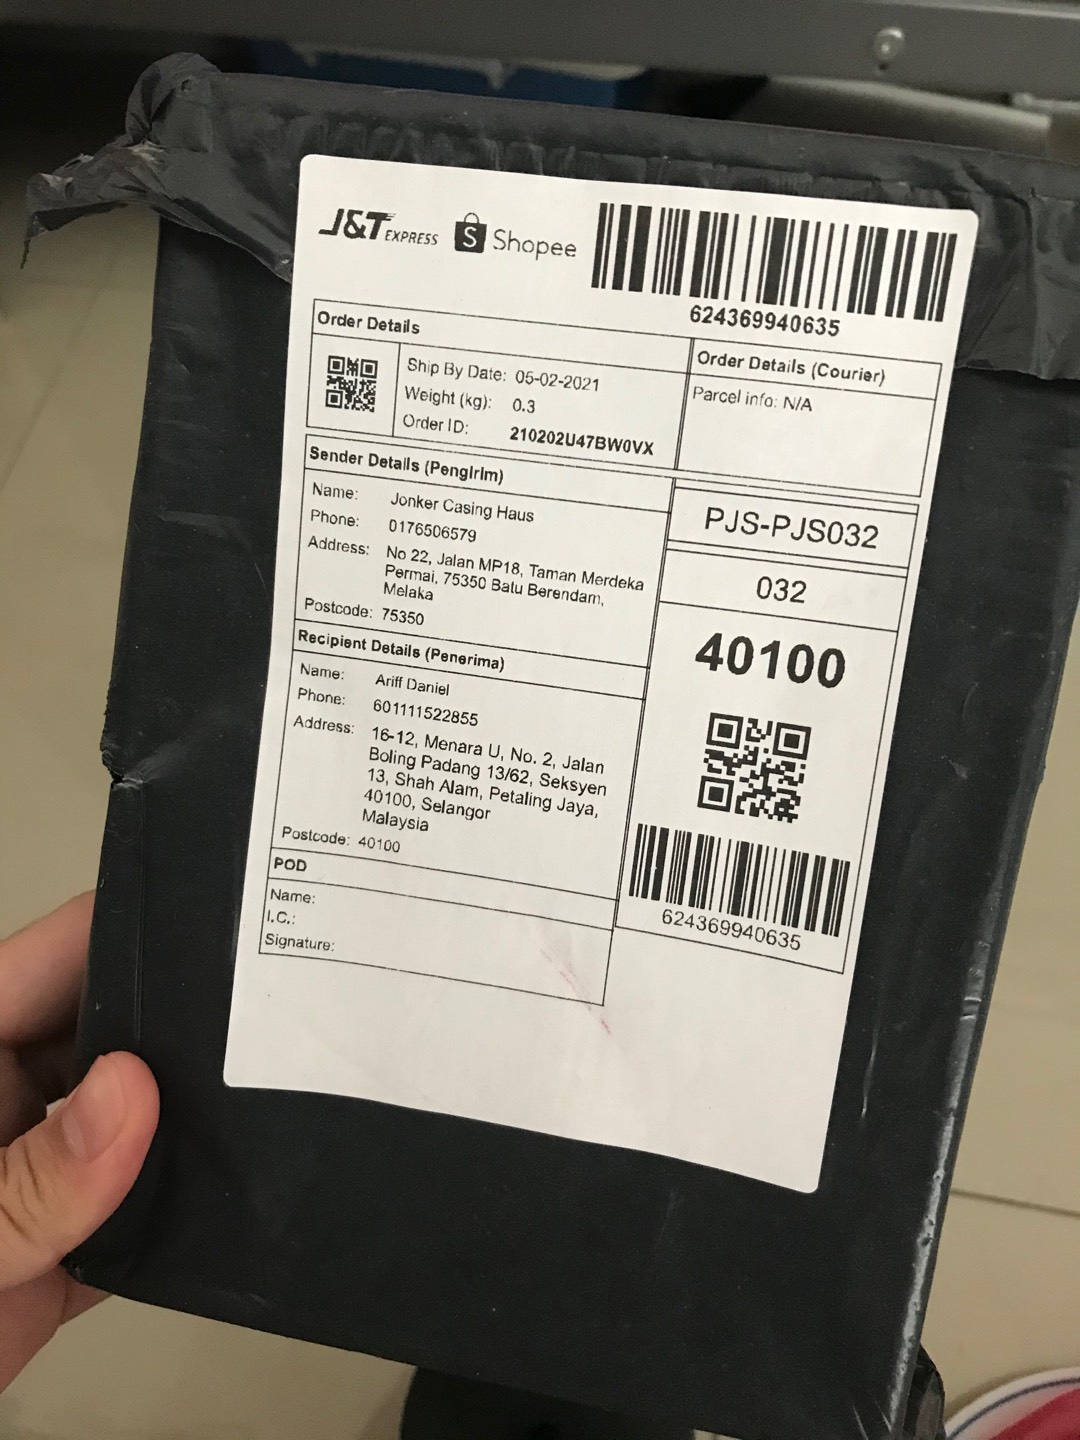 J&T EXPRESS S Shopee
624369940635
Order Details
Ship By Date: 05-02-2021
Weight (kg): 0.3
Order ID: 210202U47BW0VX
Order Details (Courier)
Parcel info: N/A
Sender Details (Pengirim)
Name: Jonker Casing Haus
Phone: 0176506579
Address: No 22, Jalan MP18, Taman Merdeka
Permai, 75350 Batu Berendam,
Melaka
Postcode: 75350
PJS-PJS032
032
40100
Recipient Details (Penerima)
Name: Ariff Daniel
Phone: 601111522855
Address: 16-12, Menara U, No. 2, Jalan
Boling Padang 13/62, Seksyen
13, Shah Alam, Petaling Jaya,
40100, Selangor
Malaysia
Postcode: 40100
624369940635
POD
Name:
I.C.:
Signature: